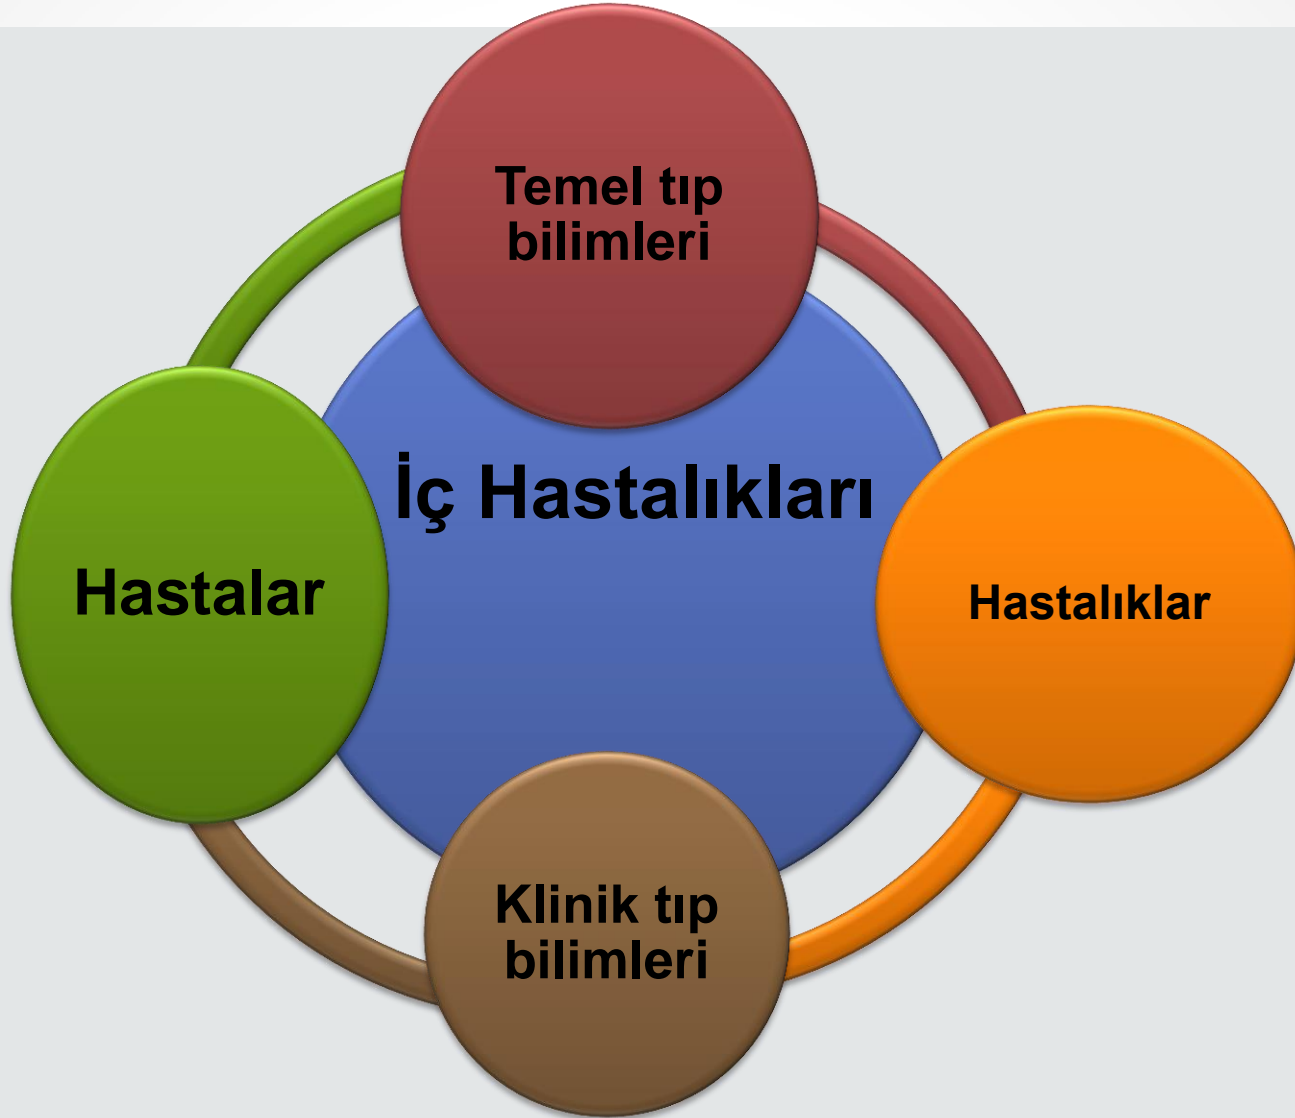 Temel tıp
bilimleri
İç Hastalıkları
Hastalar
Hastalıklar
Klinik tıp
bilimleri